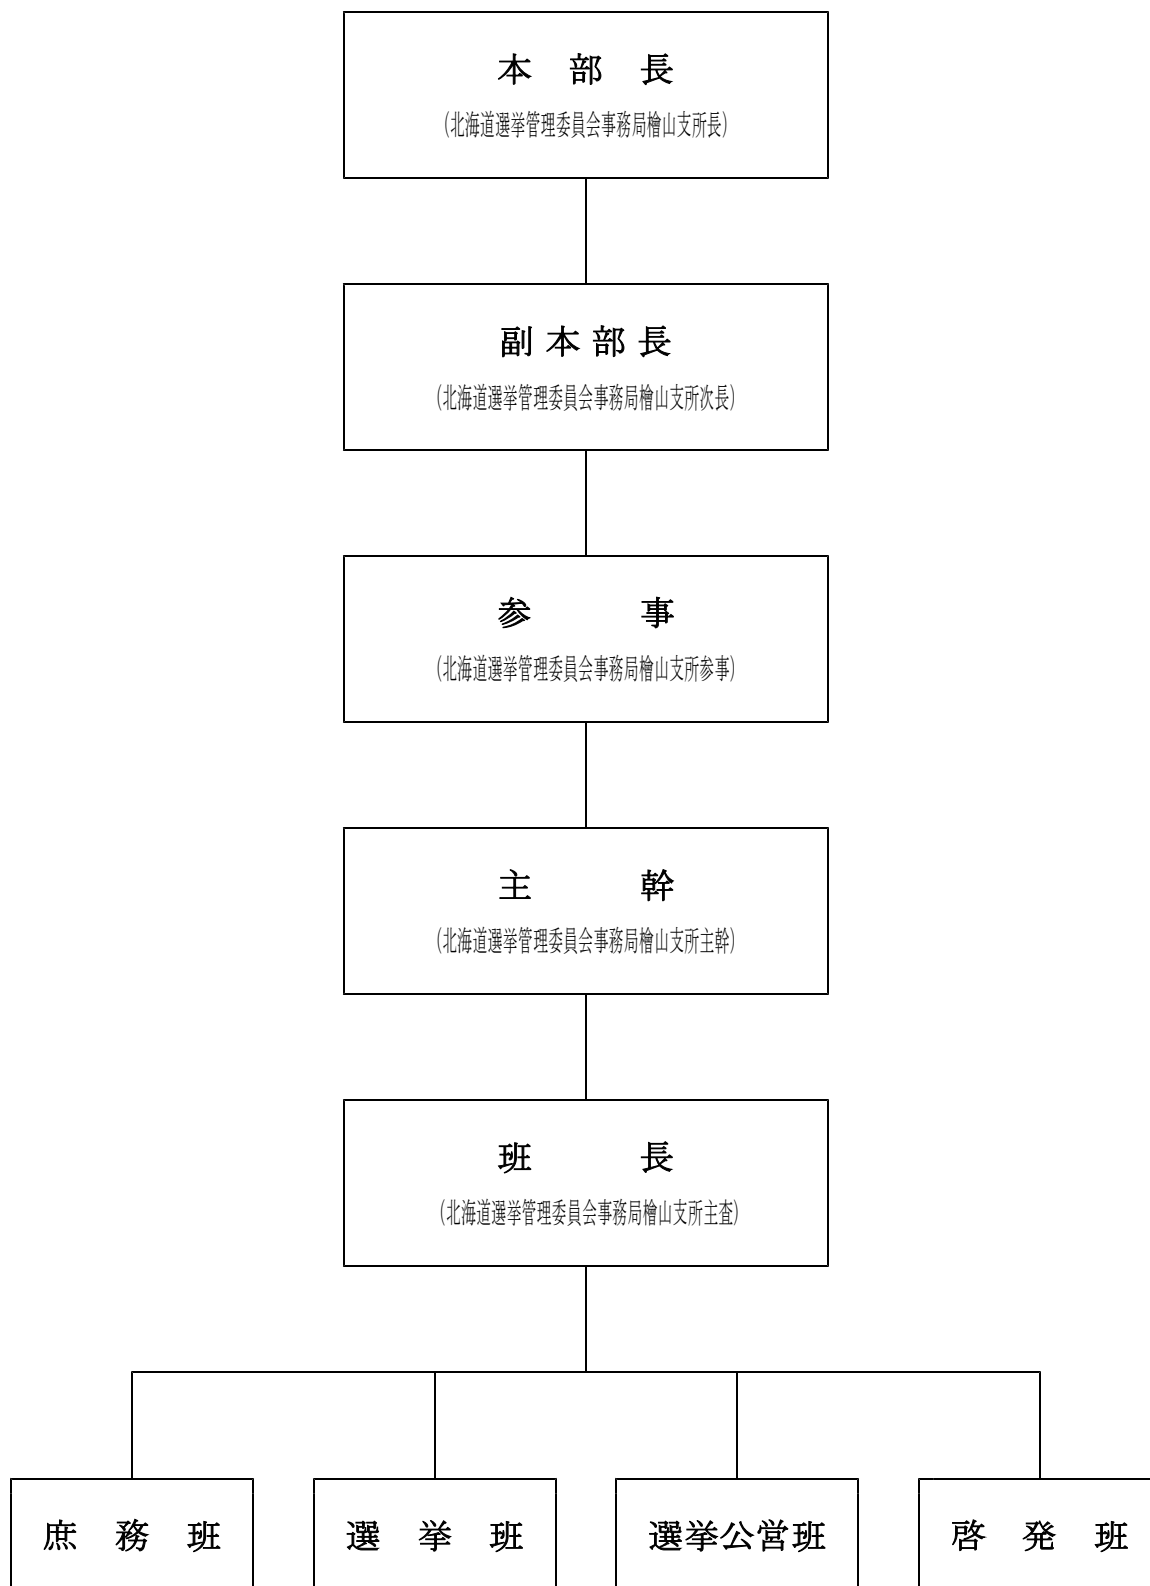 本　部　長
(北海道選挙管理委員会事務局檜山支所長)
副 本 部 長
(北海道選挙管理委員会事務局檜山支所次長)
参　　　事
(北海道選挙管理委員会事務局檜山支所参事)
主　　　幹
(北海道選挙管理委員会事務局檜山支所主幹)
班　　　長
(北海道選挙管理委員会事務局檜山支所主査)
庶　務　班
選　挙　班
選挙公営班
啓　発　班